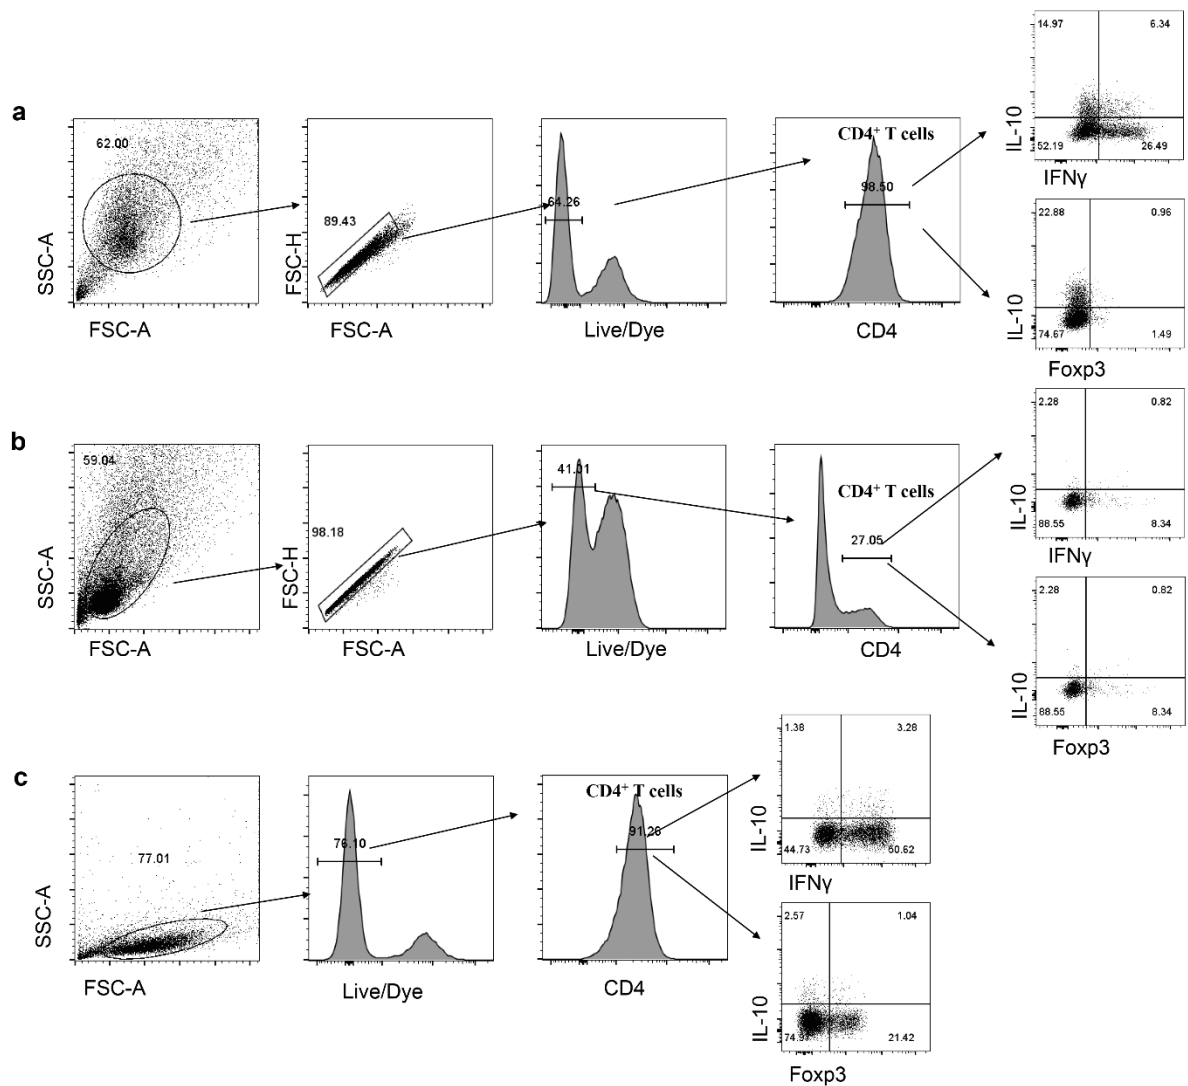 a
62.00
SSC-A
FSC-A
89.43
FSC-H
FSC-A
64.26
Live/Dye
CD4+ T cells
98.50
CD4
14.97 6.34
IL-10
52.19 26.49
IFNγ
22.88 0.96
IL-10
74.67 1.49
Foxp3
b
59.04
SSC-A
FSC-A
98.18
FSC-H
FSC-A
41.01
Live/Dye
CD4+ T cells
27.05
CD4
2.28 0.82
IL-10
88.55 8.34
IFNγ
2.28 0.82
IL-10
88.55 8.34
Foxp3
c
77.01
SSC-A
FSC-A
76.10
Live/Dye
CD4+ T cells
91.28
CD4
1.38 3.28
IL-10
44.73 50.62
IFNγ
2.57 1.04
IL-10
21.42
Foxp3